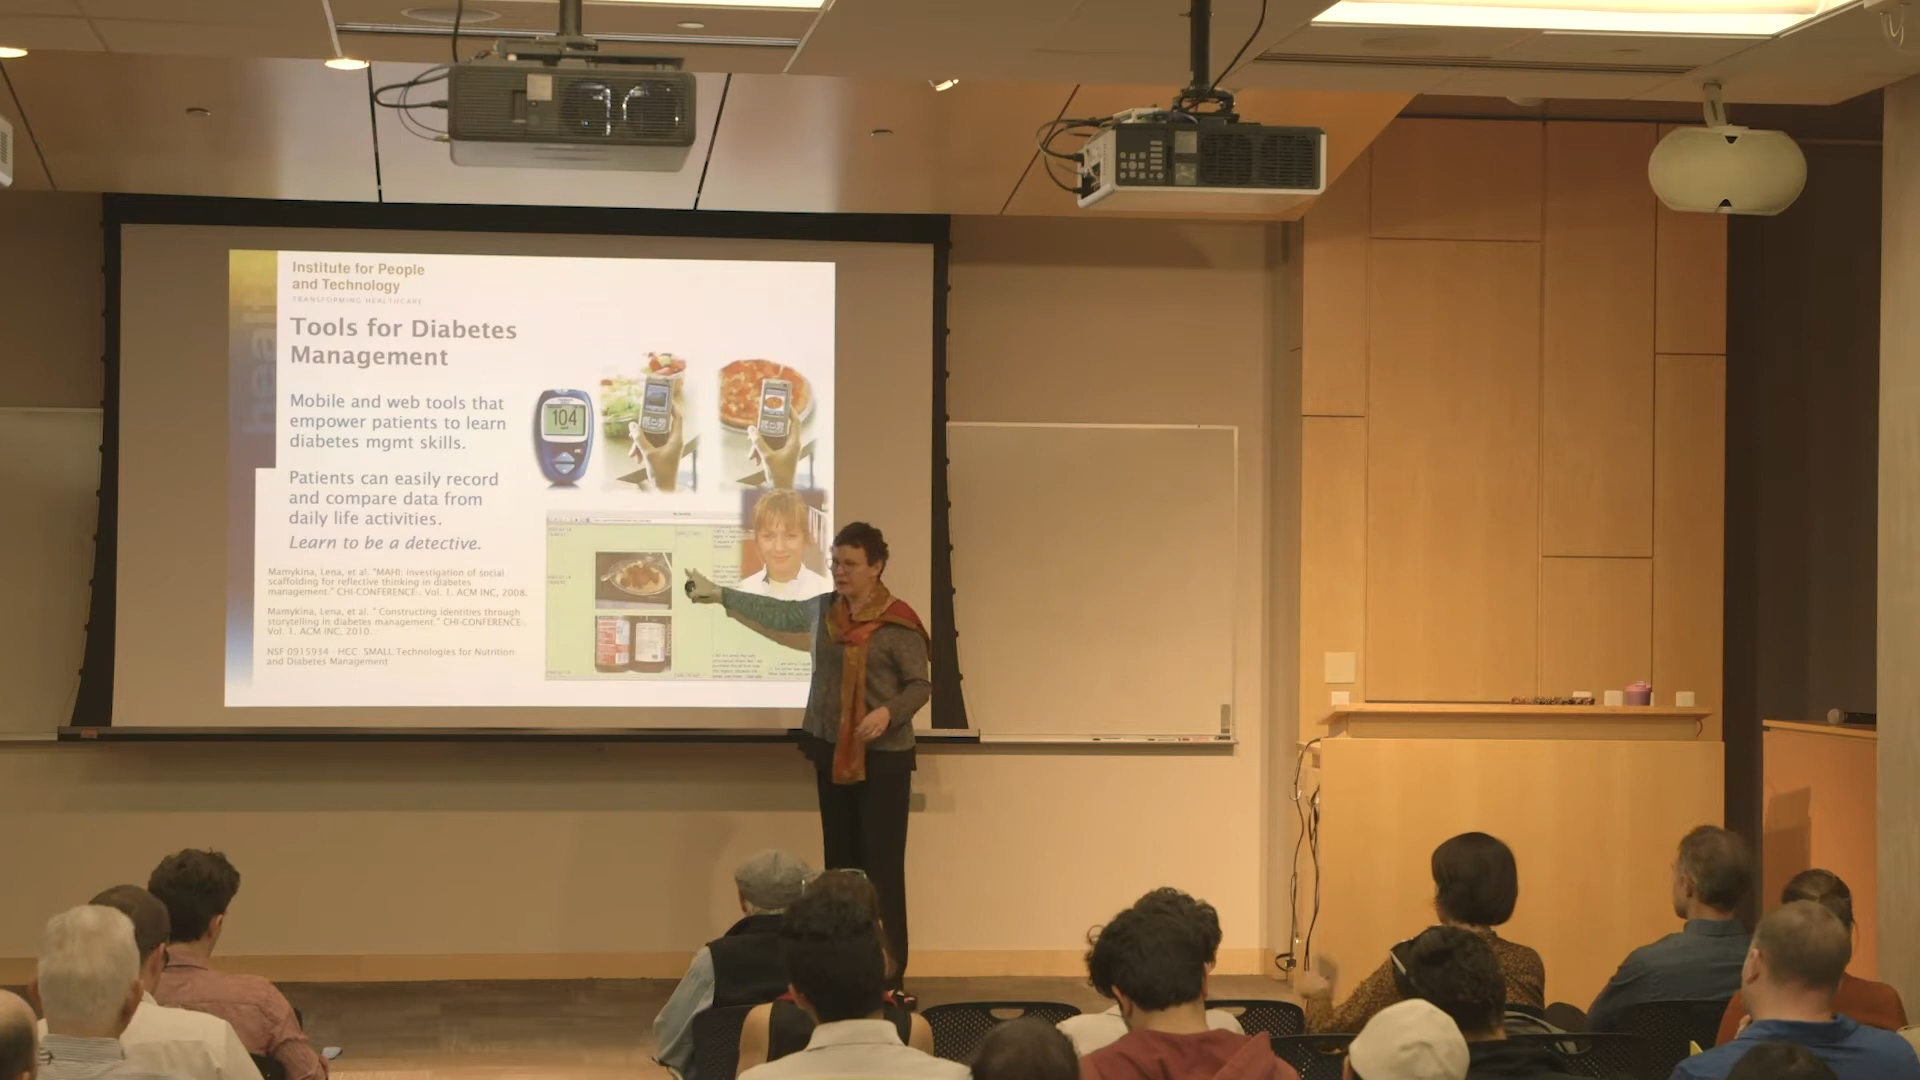 Institute for People
and Technology
TRANSFORMING HEALTHCARE
Tools for Diabetes
Management
Mobile and web tools that
empower patients to learn
diabetes mgmt skills.
Patients can easily record
and compare data from
daily life activities.
Learn to be a detective.
Mamykina, Lena, et al. "MAHI: investigation of social
scaffolding for reflective thinking in diabetes
management." CHI-CONFERENCE-. Vol. 1. ACM INC, 2008.
Mamykina, Lena, et al. " Constructing identities through
storytelling in diabetes management." CHI-CONFERENCE-.
Vol. 1. ACM INC, 2010.
NSF 0915934 - HCC: SMALL:Technologies for Nutrition
and Diabetes Management
104